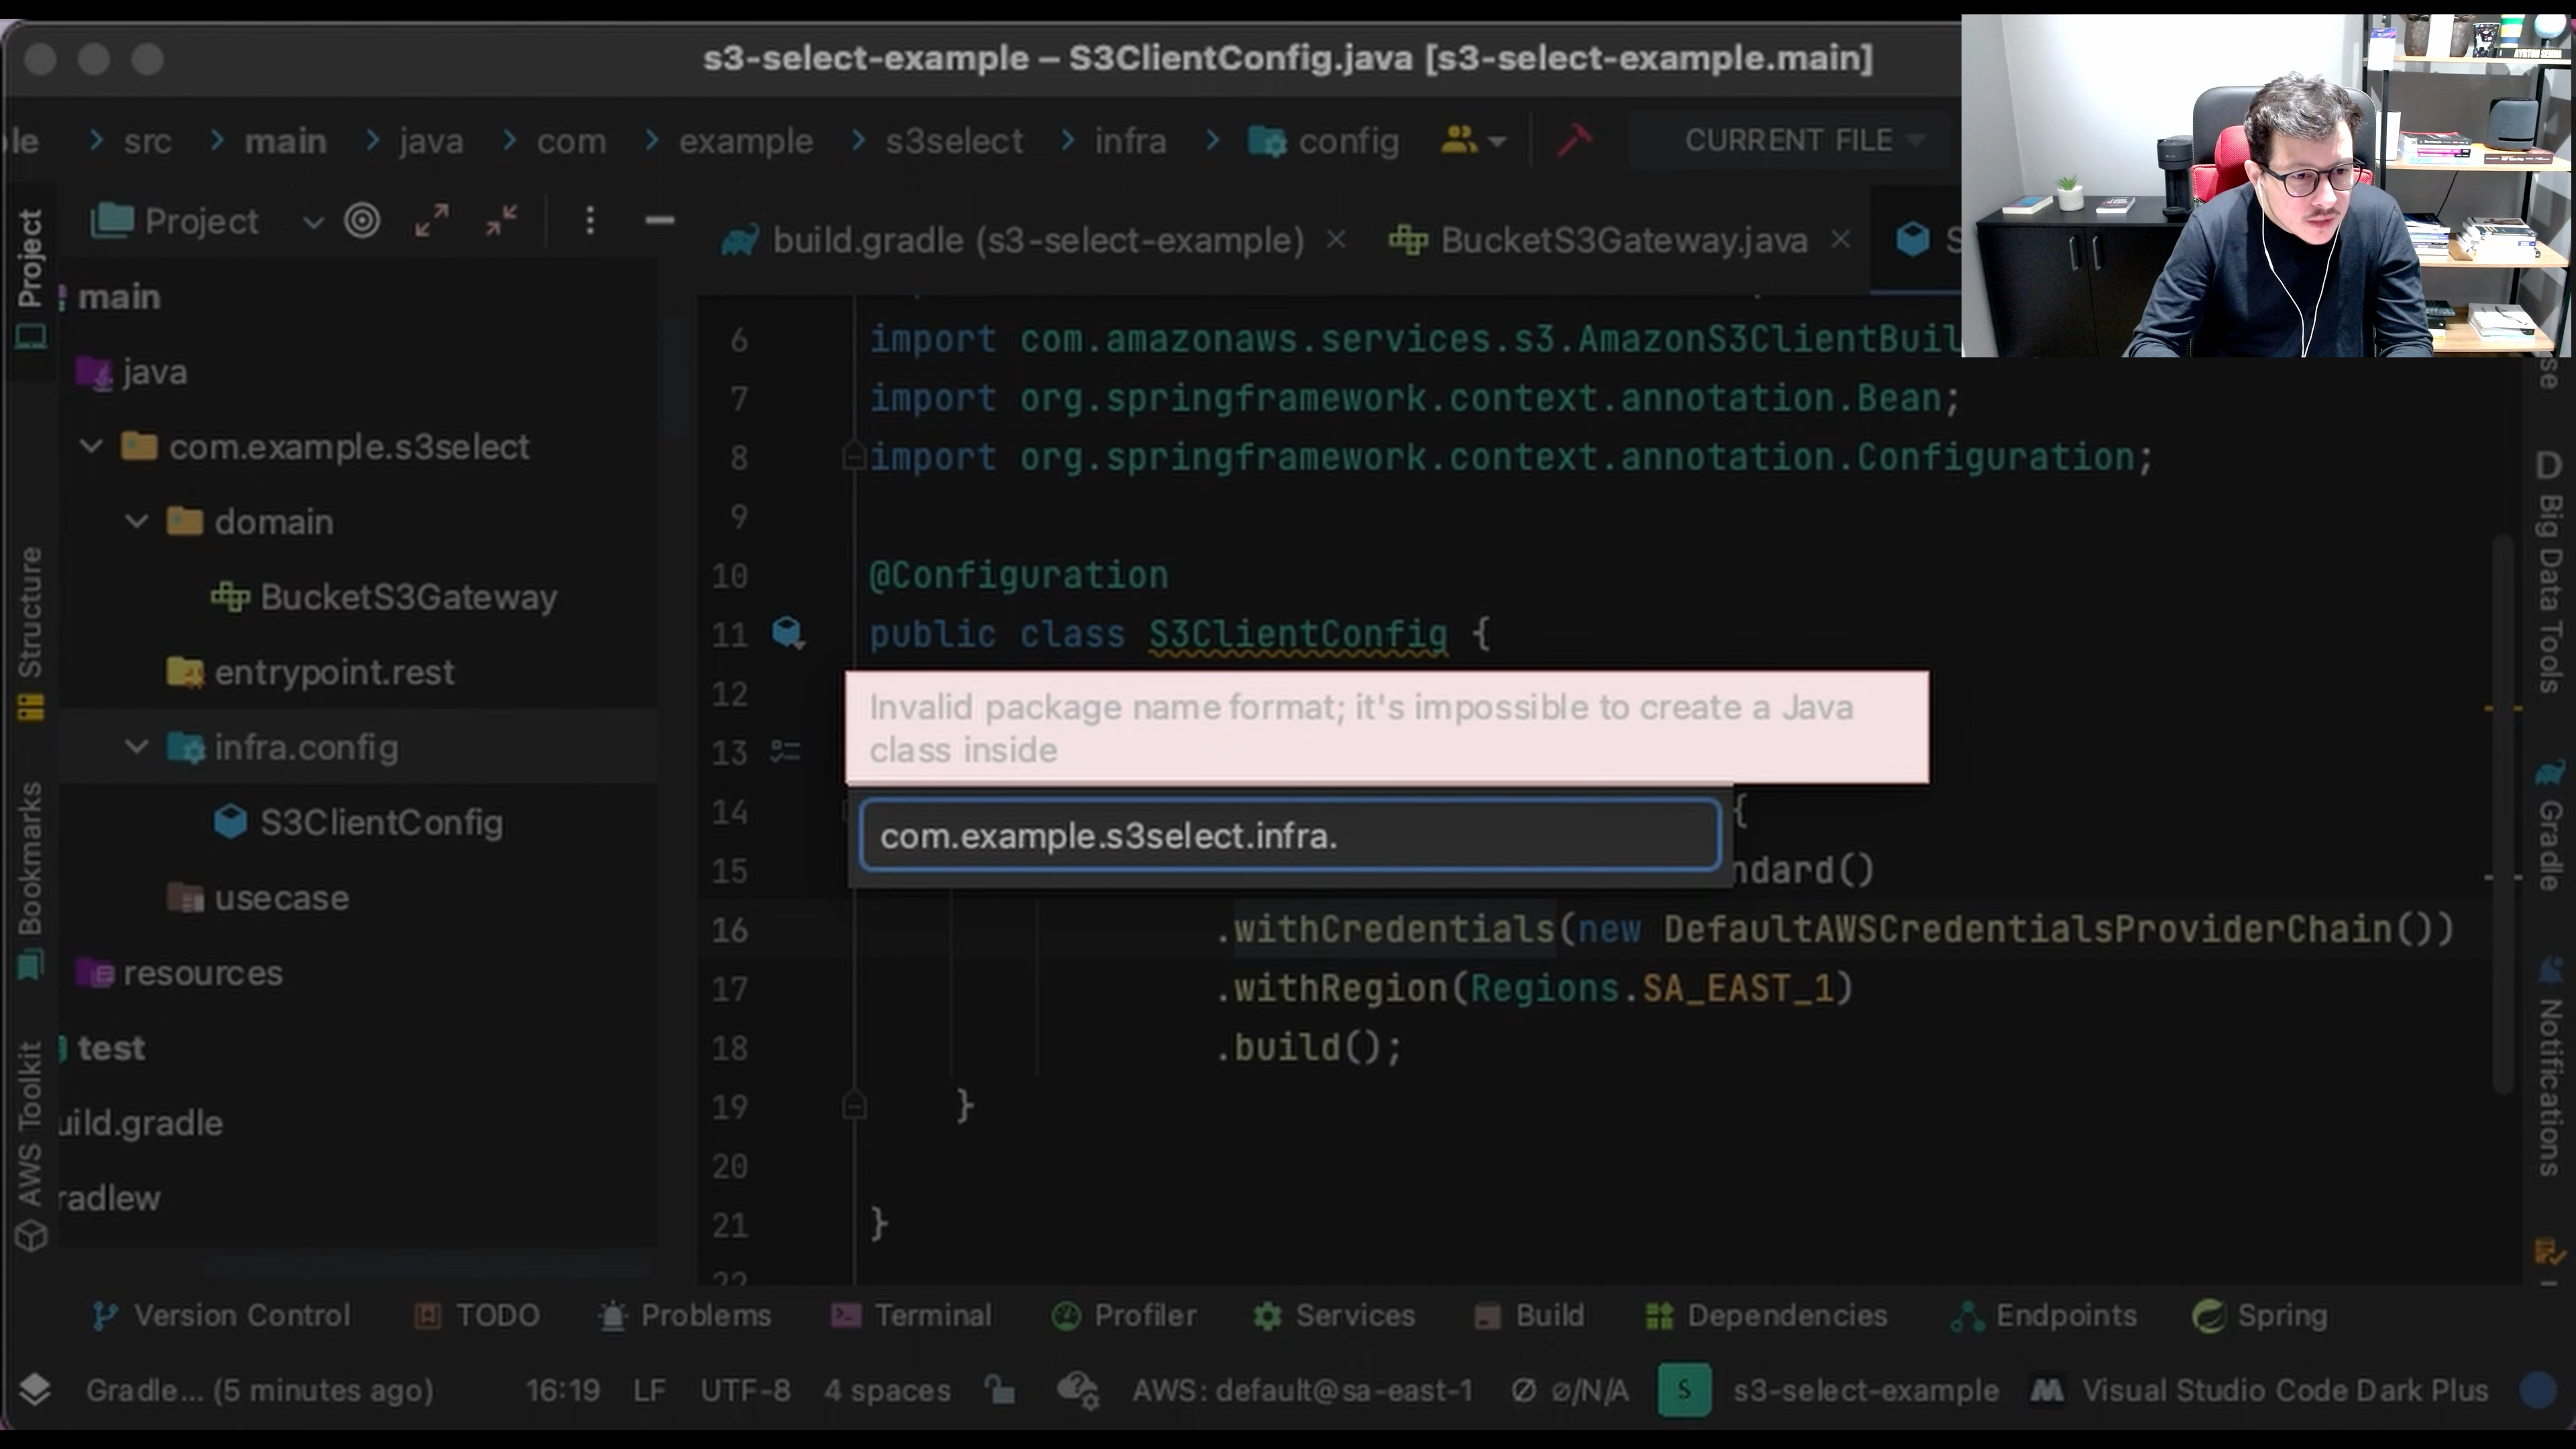 s3-select-example – S3ClientConfig.java [s3-select-example.main]
src main java com example s3select infra config CURRENT FILE
Project
Project
build.gradle (s3-select-example)
BucketS3Gateway.java
main
java
com.example.s3select
domain
BucketS3Gateway
entrypoint.rest
infra.config
S3ClientConfig
usecase
resources
test
uild.gradle
radlew
Structure
Bookmarks
AWS Toolkit
6 import com.amazonaws.services.s3.AmazonS3ClientBuil
7 import org.springframework.context.annotation.Bean;
8 import org.springframework.context.annotation.Configuration;
9
10 @Configuration
11 public class S3ClientConfig {
12
Invalid package name format; it's impossible to create a Java
class inside
13
com.example.s3select.infra.
14 {
15 ndard()
16 .withCredentials(new DefaultAWSCredentialsProviderChain())
17 .withRegion(Regions.SA_EAST_1)
18 .build();
19 }
20
21 }
22
D
Big Data Tools
Gradle
Notifications
Version Control TODO Problems Terminal Profiler Services Build Dependencies Endpoints Spring
Gradle... (5 minutes ago) 16:19 LF UTF-8 4 spaces AWS: default@sa-east-1 ∅/N/A S s3-select-example Visual Studio Code Dark Plus